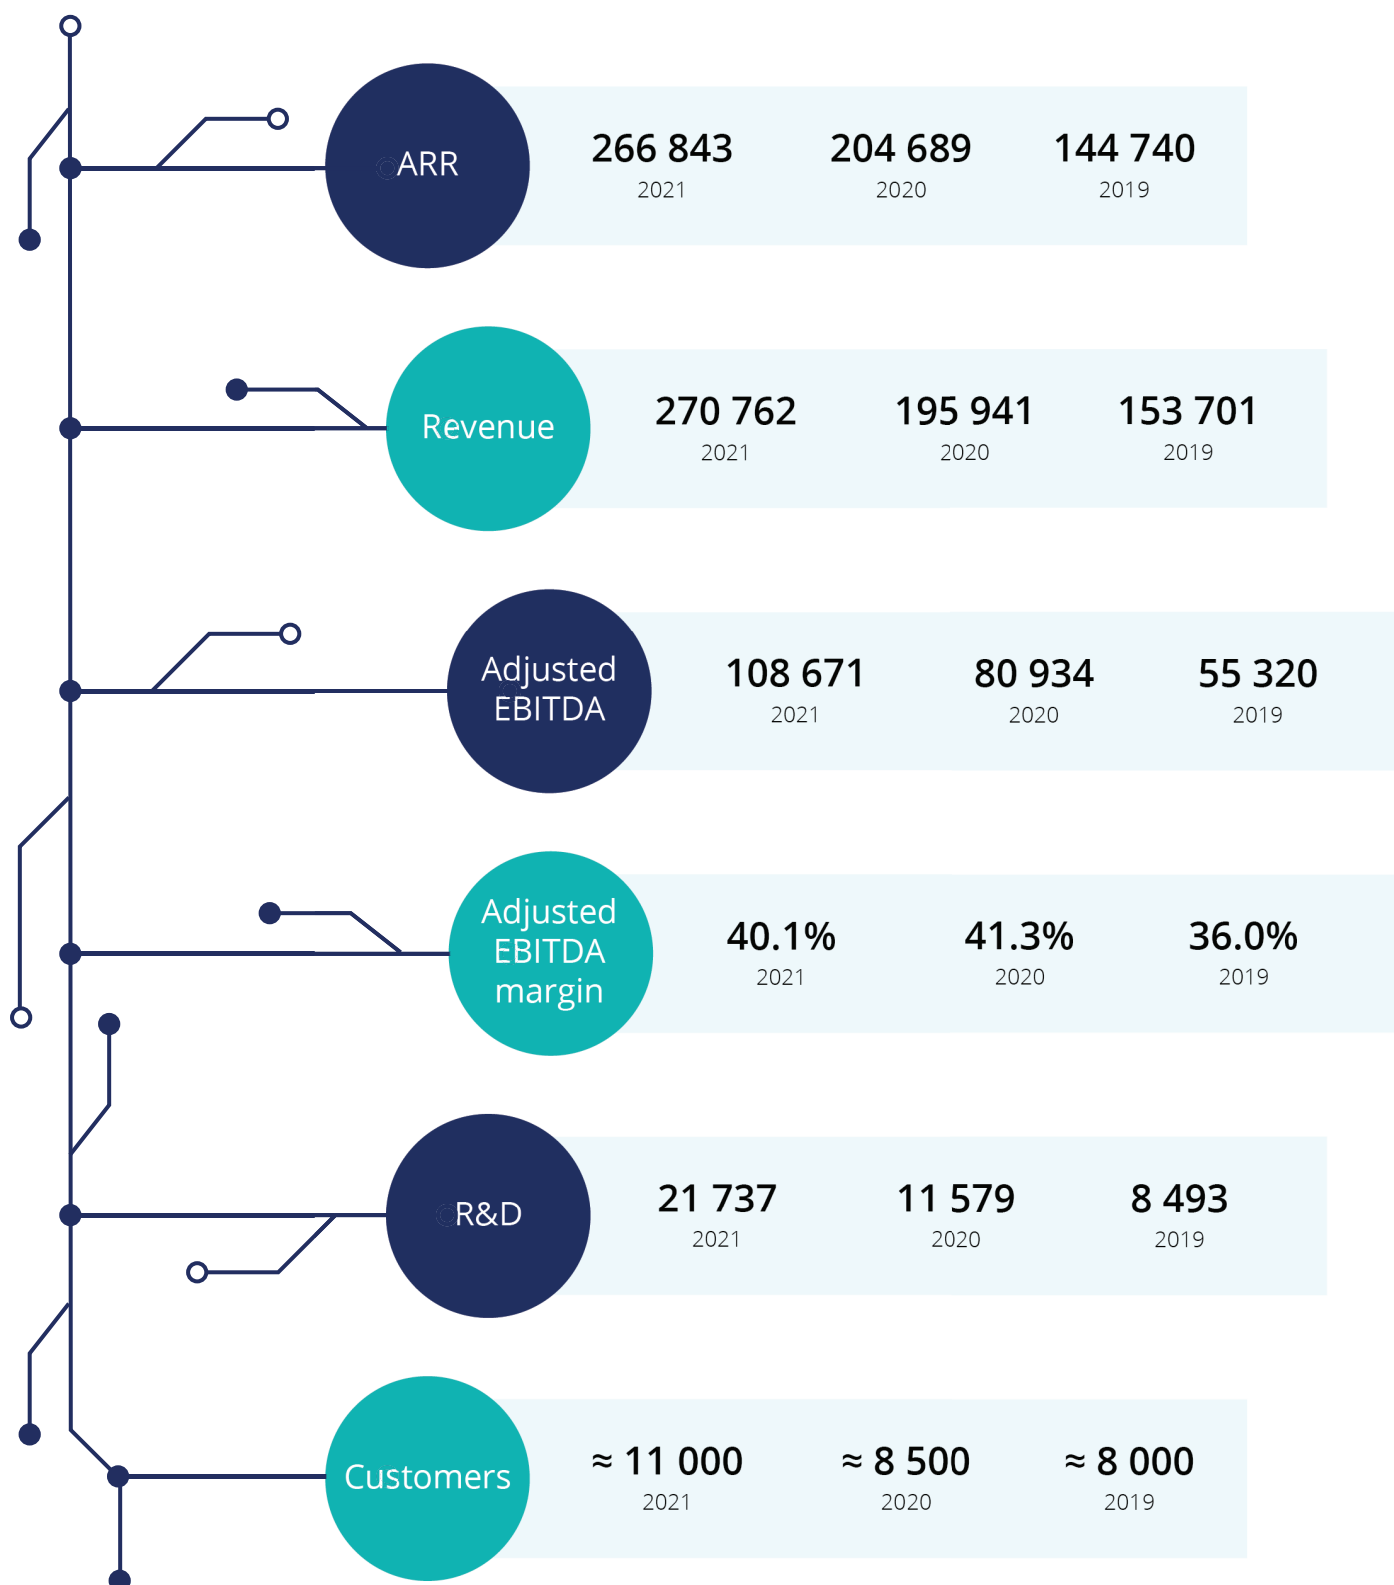 ARR
266 843 204 689 144 740
2021 2020 2019
Revenue
270 762 195 941 153 701
2021 2020 2019
Adjusted
EBITDA
108 671 80 934 55 320
2021 2020 2019
Adjusted
EBITDA
margin
40.1% 41.3% 36.0%
2021 2020 2019
R&D
21 737 11 579 8 493
2021 2020 2019
Customers
≈ 11 000 ≈ 8 500 ≈ 8 000
2021 2020 2019